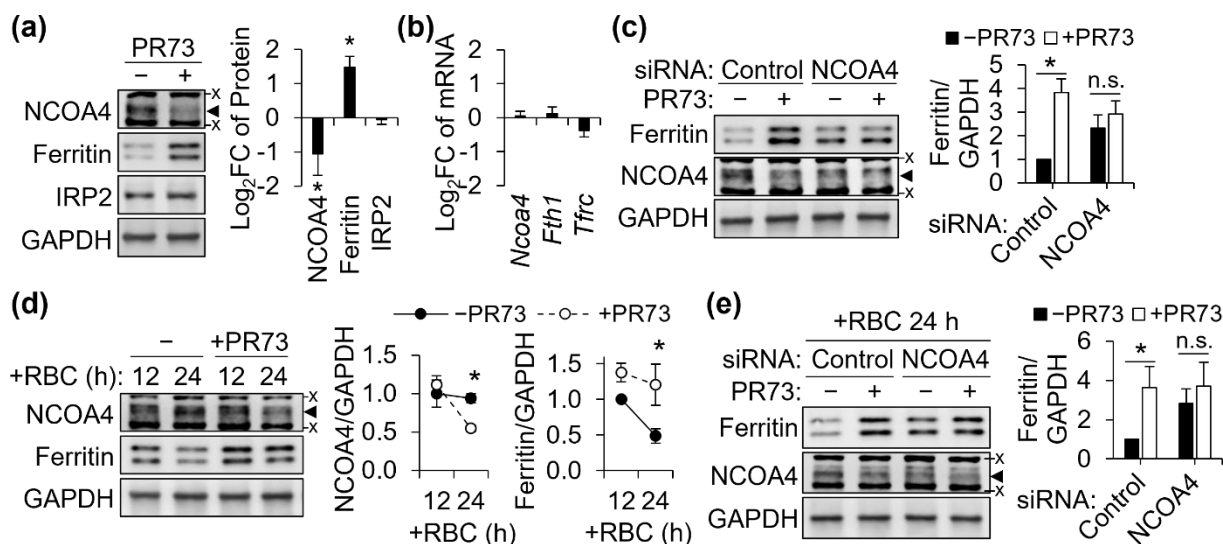 (a)
PR73
− +
NCOA4
x
x
Ferritin
IRP2
GAPDH
Log2FC of Protein
2
1
0
-1
-2
*
NCOA4*
Ferritin
IRP2
(b)
Log2FC of mRNA
2
1
0
-1
-2
Ncoa4
Fth1
Tfrc
(c)
siRNA: Control NCOA4
PR73: − + − +
Ferritin
NCOA4
x
x
GAPDH
−PR73 +PR73
Ferritin/
GAPDH
5
4
3
2
1
0
*
n.s.
siRNA:
Control
NCOA4
(d)
− +PR73
+RBC (h): 12 24 12 24
NCOA4
x
x
Ferritin
GAPDH
−PR73 +PR73
NCOA4/GAPDH
1.5
1.0
0.5
0.0
*
12 24
+RBC (h)
Ferritin/GAPDH
2.0
1.5
1.0
0.5
0.0
*
12 24
+RBC (h)
(e)
+RBC 24 h
siRNA: Control NCOA4
PR73: − + − +
Ferritin
NCOA4
x
x
GAPDH
−PR73 +PR73
Ferritin/
GAPDH
6
4
2
0
*
n.s.
siRNA:
Control
NCOA4